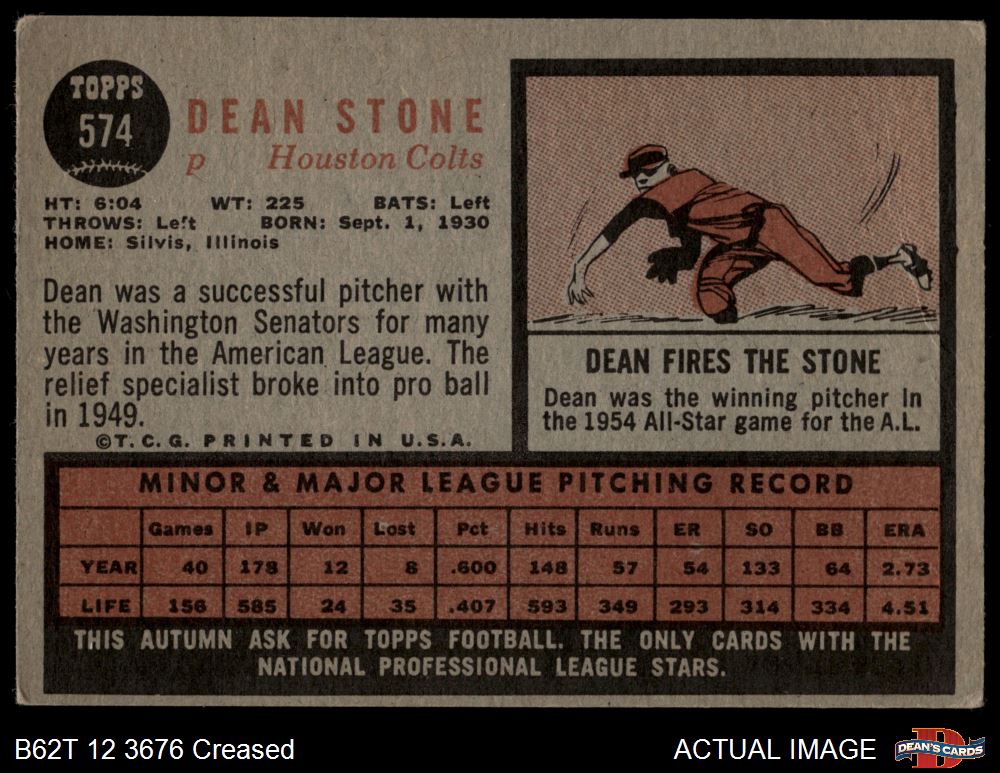 TOPPS
574
DEAN STONE
p Houston Colts
HT: 6:04 WT: 225 BATS: Left
THROWS: Left BORN: Sept. 1, 1930
HOME: Silvis, Illinois
Dean was a successful pitcher with
the Washington Senators for many
years in the American League. The
relief specialist broke into pro ball
in 1949.
©T.C.G. PRINTED IN U.S.A.
DEAN FIRES THE STONE
Dean was the winning pitcher in
the 1954 All-Star game for the A.L.
MINOR & MAJOR LEAGUE PITCHING RECORD
Games IP Won Lost Pct Hits Runs ER SO BB ERA
YEAR 40 178 12 8 .600 148 57 54 133 64 2.73
LIFE 156 585 24 35 .407 593 349 293 314 334 4.51
THIS AUTUMN ASK FOR TOPPS FOOTBALL. THE ONLY CARDS WITH THE
NATIONAL PROFESSIONAL LEAGUE STARS.
B62T 12 3676 Creased
ACTUAL IMAGE
D
DEAN'S CARDS